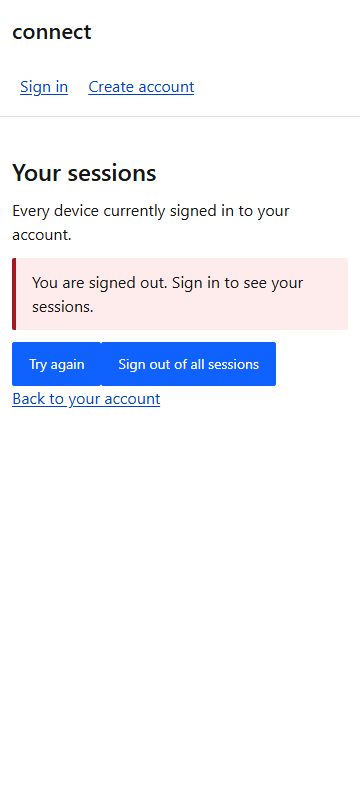 connect
Sign in Create account
Your sessions
Every device currently signed in to your
account.
You are signed out. Sign in to see your
sessions.
Try again Sign out of all sessions
Back to your account